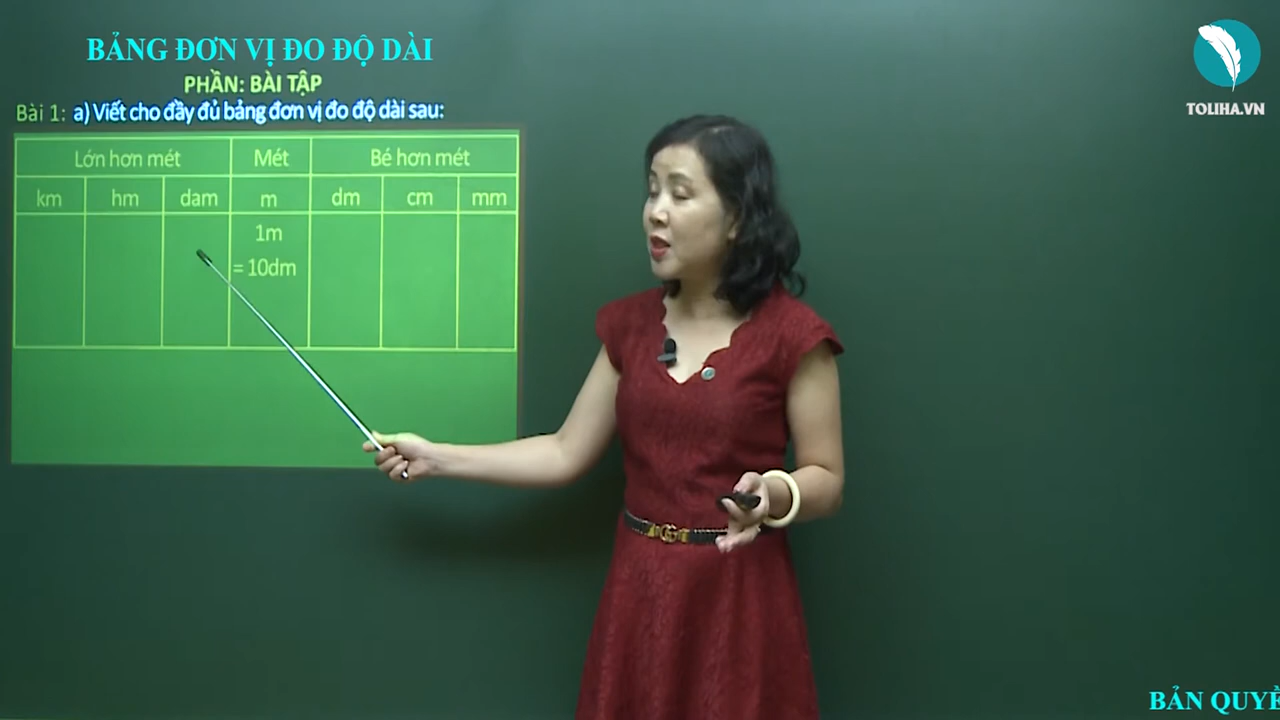 BẢNG ĐƠN VỊ ĐO ĐỘ DÀI
PHẦN: BÀI TẬP
Bài 1: a) Viết cho đầy đủ bảng đơn vị đo độ dài sau:
Lớn hơn mét Mét Bé hơn mét
km hm dam m dm cm mm
1m
= 10dm
TOLIHA.VN
BẢN QUYỀ